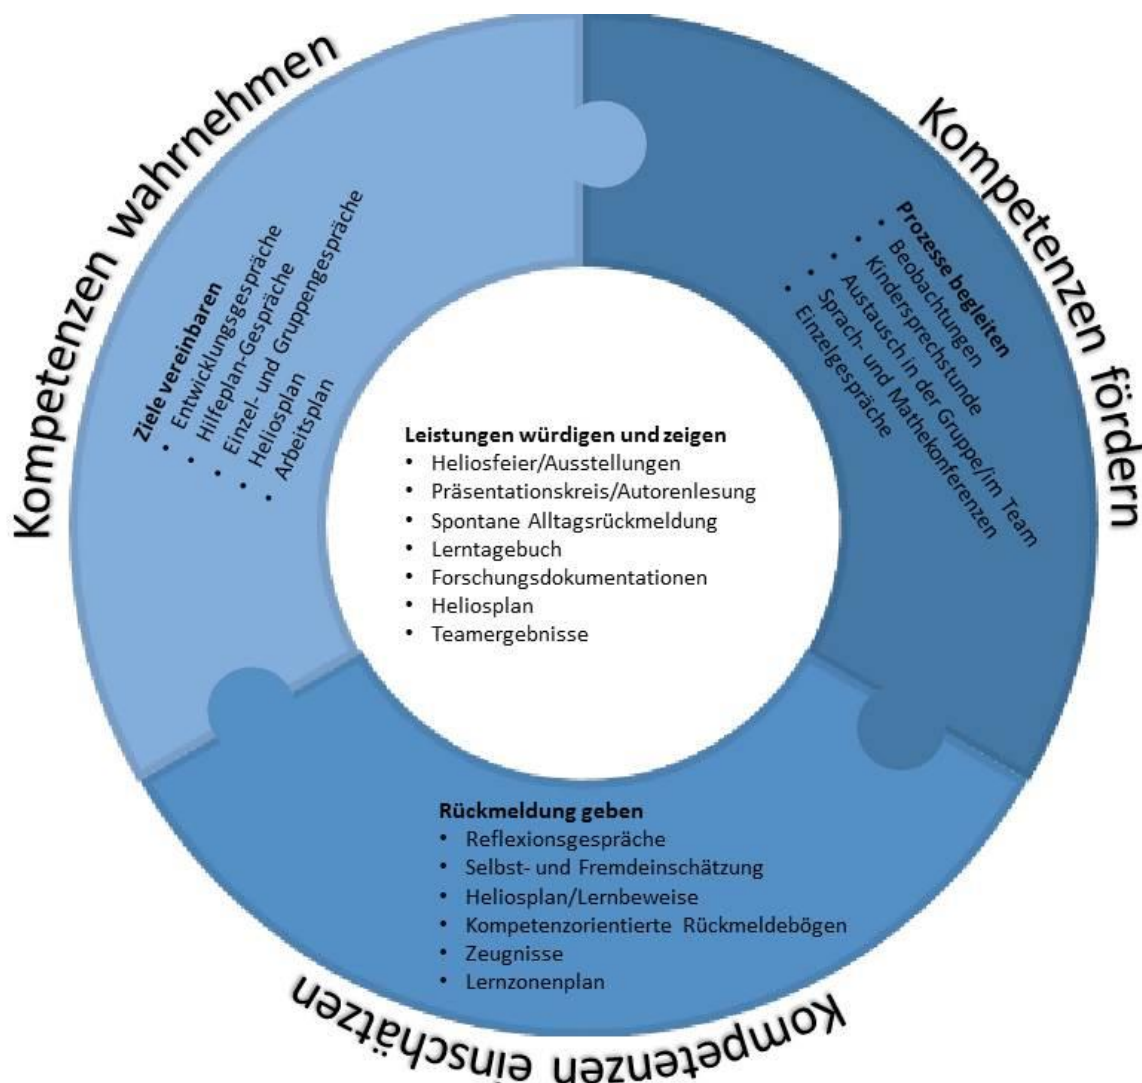 Kompetenzen wahrnehmen
Ziele vereinbaren
• Entwicklungsgespräche
• Hilfeplan-Gespräche
• Einzel- und Gruppengespräche
• Heliosplan
• Arbeitsplan
Kompetenzen fördern
Prozesse begleiten
• Beobachtungen
• Kindersprechstunde
• Austausch in der Gruppe/im Team
• Sprach- und Mathekonferenzen
• Einzelgespräche
Leistungen würdigen und zeigen
• Heliosfeier/Ausstellungen
• Präsentationskreis/Autorenlesung
• Spontane Alltagsrückmeldung
• Lerntagebuch
• Forschungsdokumentationen
• Heliosplan
• Teamergebnisse
Rückmeldung geben
• Reflexionsgespräche
• Selbst- und Fremdeinschätzung
• Heliosplan/Lernbeweise
• Kompetenzorientierte Rückmeldebögen
• Zeugnisse
• Lernzonenplan
Kompetenzen einschätzen